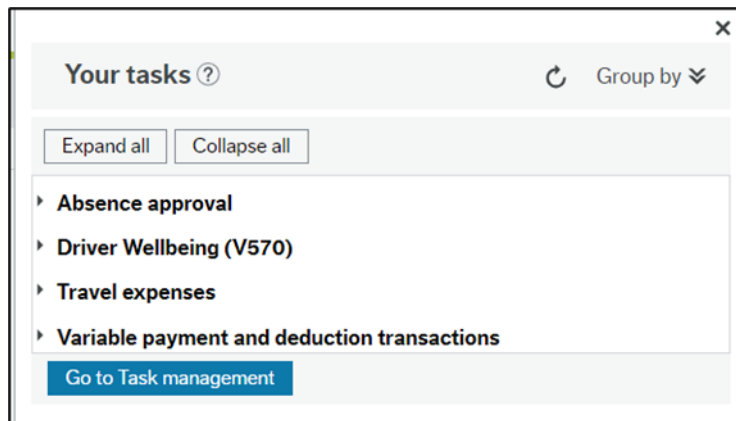 Your tasks ?
Group by
Expand all
Collapse all
Absence approval
Driver Wellbeing (V570)
Travel expenses
Variable payment and deduction transactions
Go to Task management